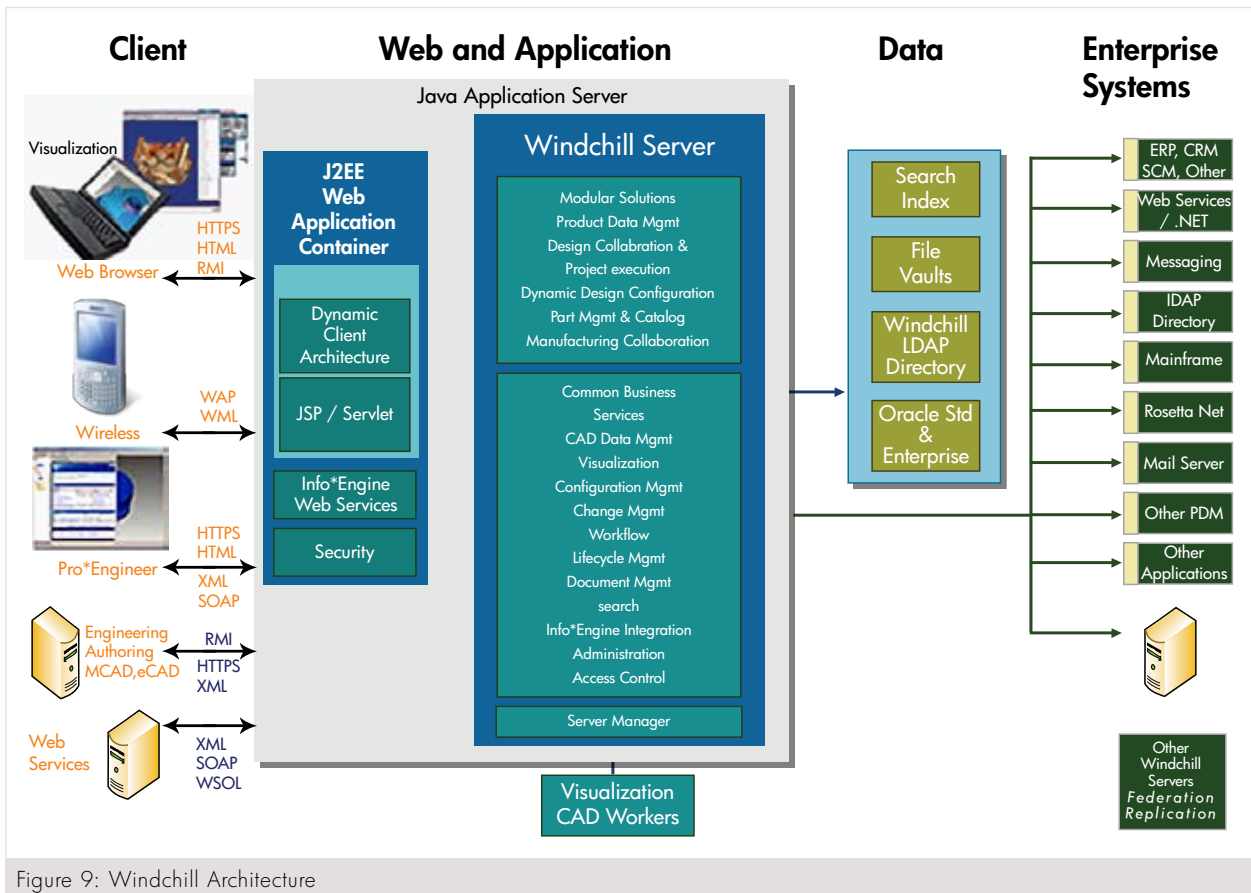 Client
Web and Application
Data
Enterprise
Systems
Java Application Server
Visualization
HTTPS
HTML
RMI
Web Browser
WAP
WML
Wireless
HTTPS
HTML
Pro*Engineer
XML
SOAP
Engineering
Authoring
MCAD,eCAD
RMI
HTTPS
XML
Web
Services
XML
SOAP
WSOL
J2EE
Web
Application
Container
Dynamic
Client
Architecture
JSP / Servlet
Info*Engine
Web Services
Security
Windchill Server
Modular Solutions
Product Data Mgmt
Design Collabration &
Project execution
Dynamic Design Configuration
Part Mgmt & Catalog
Manufacturing Collaboration
Common Business
Services
CAD Data Mgmt
Visualization
Configuration Mgmt
Change Mgmt
Workflow
Lifecycle Mgmt
Document Mgmt
search
Info*Engine Integration
Administration
Access Control
Server Manager
Visualization
CAD Workers
Search
Index
File
Vaults
Windchill
LDAP
Directory
Oracle Std
&
Enterprise
ERP, CRM
SCM, Other
Web Services
/ .NET
Messaging
IDAP
Directory
Mainframe
Rosetta Net
Mail Server
Other PDM
Other
Applications
Other
Windchill
Servers
Federation
Replication
Figure 9: Windchill Architecture